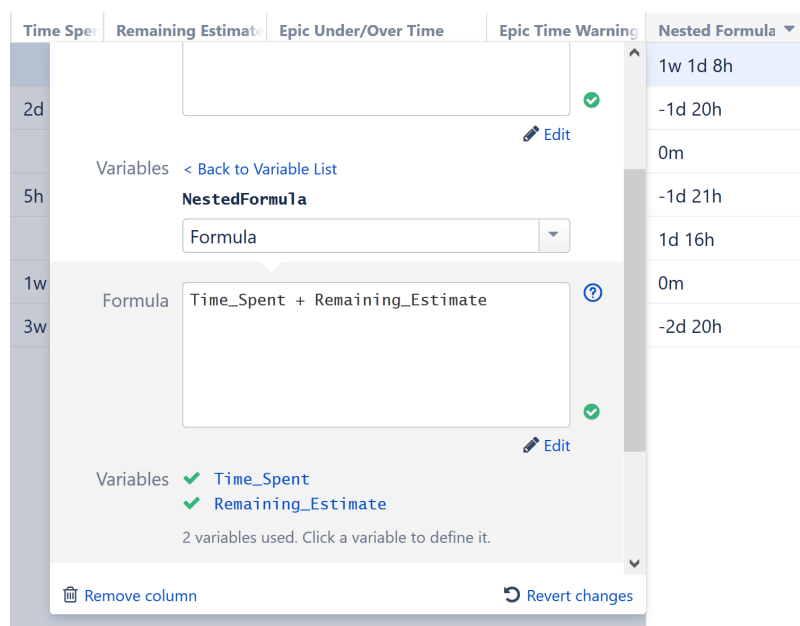 Time Spe
Remaining Estimat
Epic Under/Over Time
Epic Time Warning
Nested Formula
1w 1d 8h
2d
-1d 20h
Edit
0m
Variables
< Back to Variable List
NestedFormula
5h
-1d 21h
Formula
1d 16h
1w
0m
Formula
Time_Spent + Remaining_Estimate
?
3w
-2d 20h
Edit
Variables
Time_Spent
Remaining_Estimate
2 variables used. Click a variable to define it.
Remove column
Revert changes